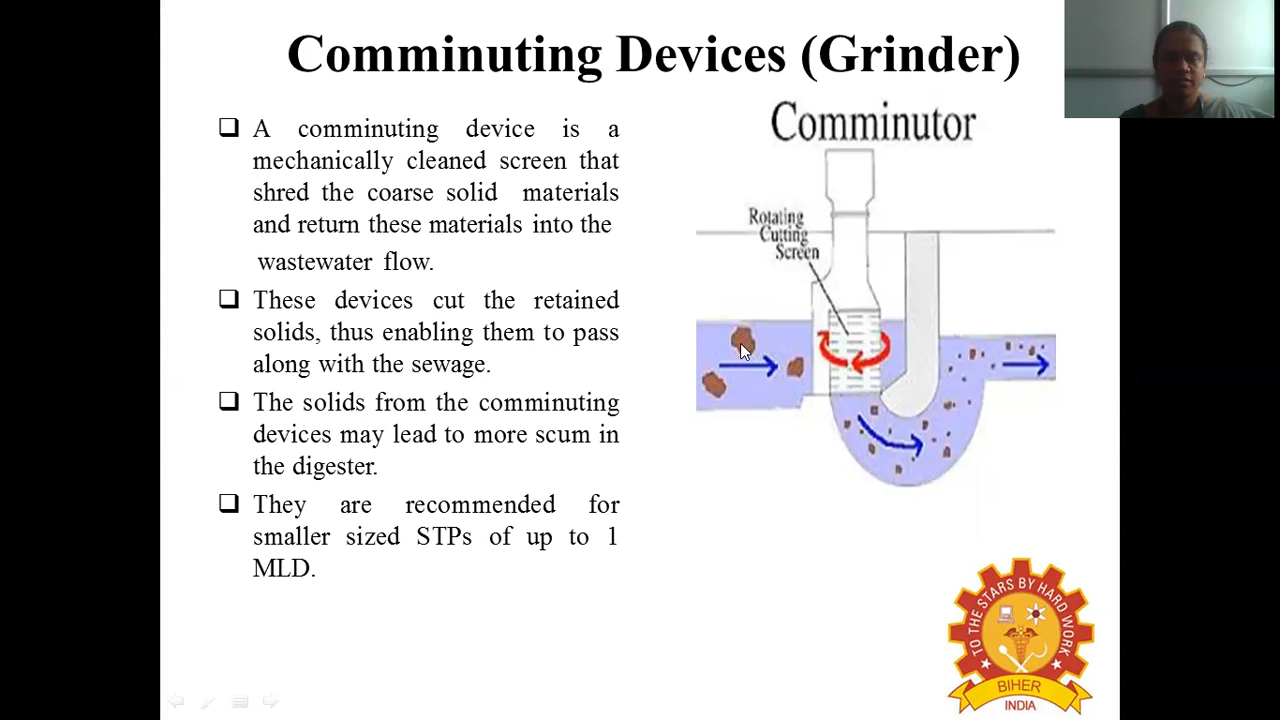 Comminuting Devices (Grinder)
❑ A comminuting device is a
mechanically cleaned screen that
shred the coarse solid materials
and return these materials into the
wastewater flow.
❑ These devices cut the retained
solids, thus enabling them to pass
along with the sewage.
❑ The solids from the comminuting
devices may lead to more scum in
the digester.
❑ They are recommended for
smaller sized STPs of up to 1
MLD.
Comminutor
Rotating
Cutting
Screen
TO THE STARS BY HARD WORK
BIHER
INDIA